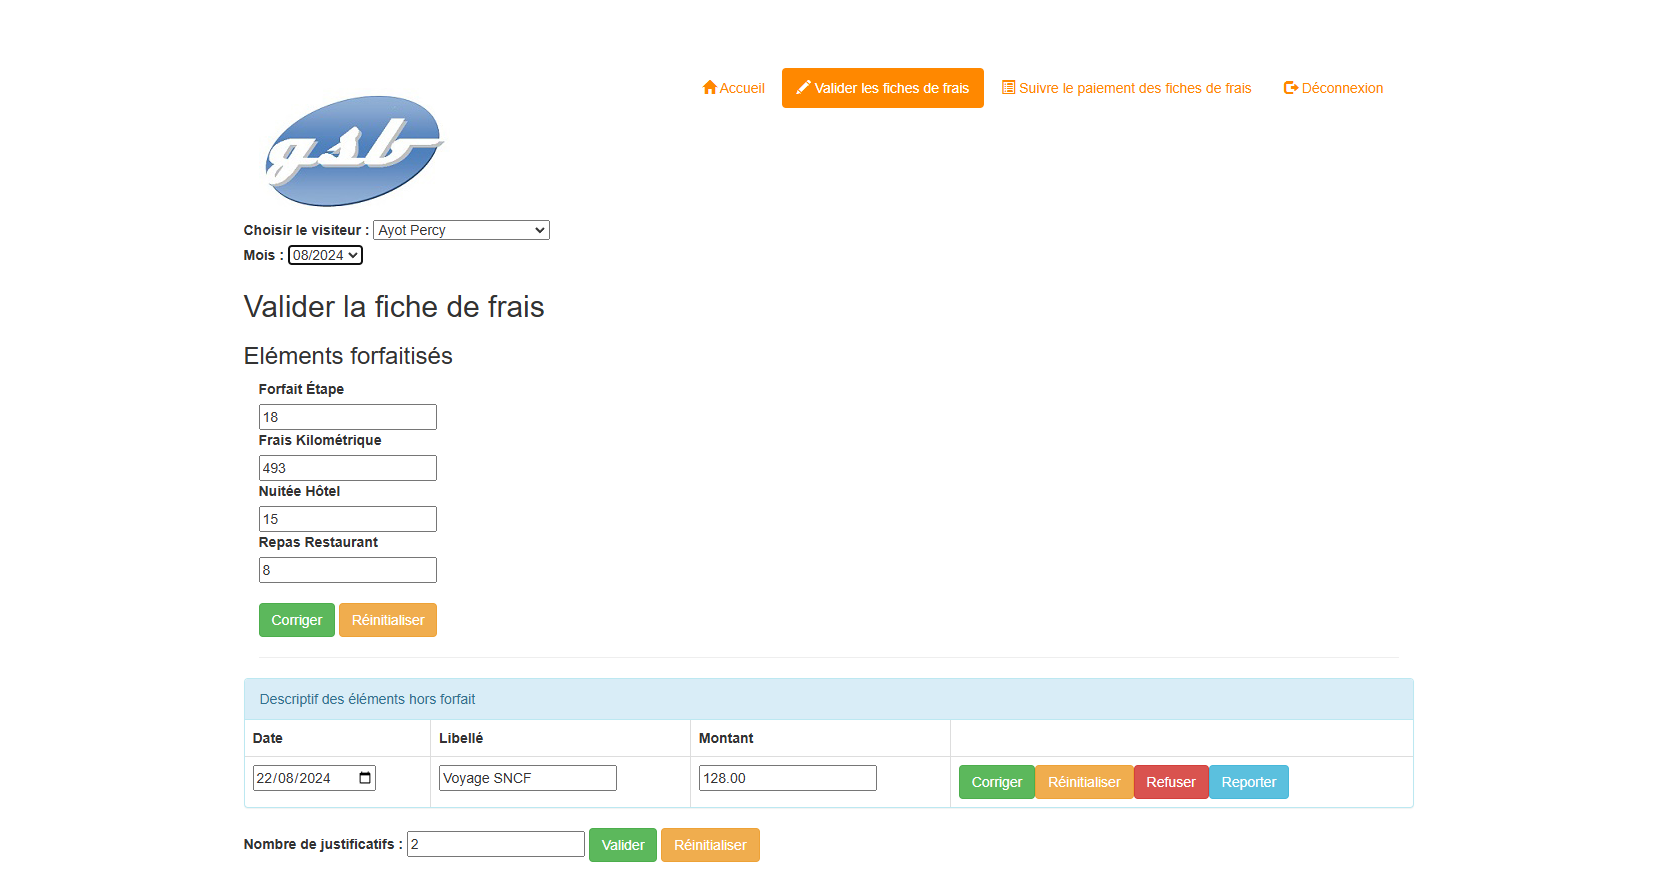 Accueil Valider les fiches de frais Suivre le paiement des fiches de frais Déconnexion
gsb
Choisir le visiteur : Ayot Percy
Mois : 08/2024
Valider la fiche de frais
Eléments forfaitisés
Forfait Étape
18
Frais Kilométrique
493
Nuitée Hôtel
15
Repas Restaurant
8
Corriger Réinitialiser
Descriptif des éléments hors forfait
Date Libellé Montant
22/08/2024 Voyage SNCF 128.00 Corriger Réinitialiser Refuser Reporter
Nombre de justificatifs : 2 Valider Réinitialiser